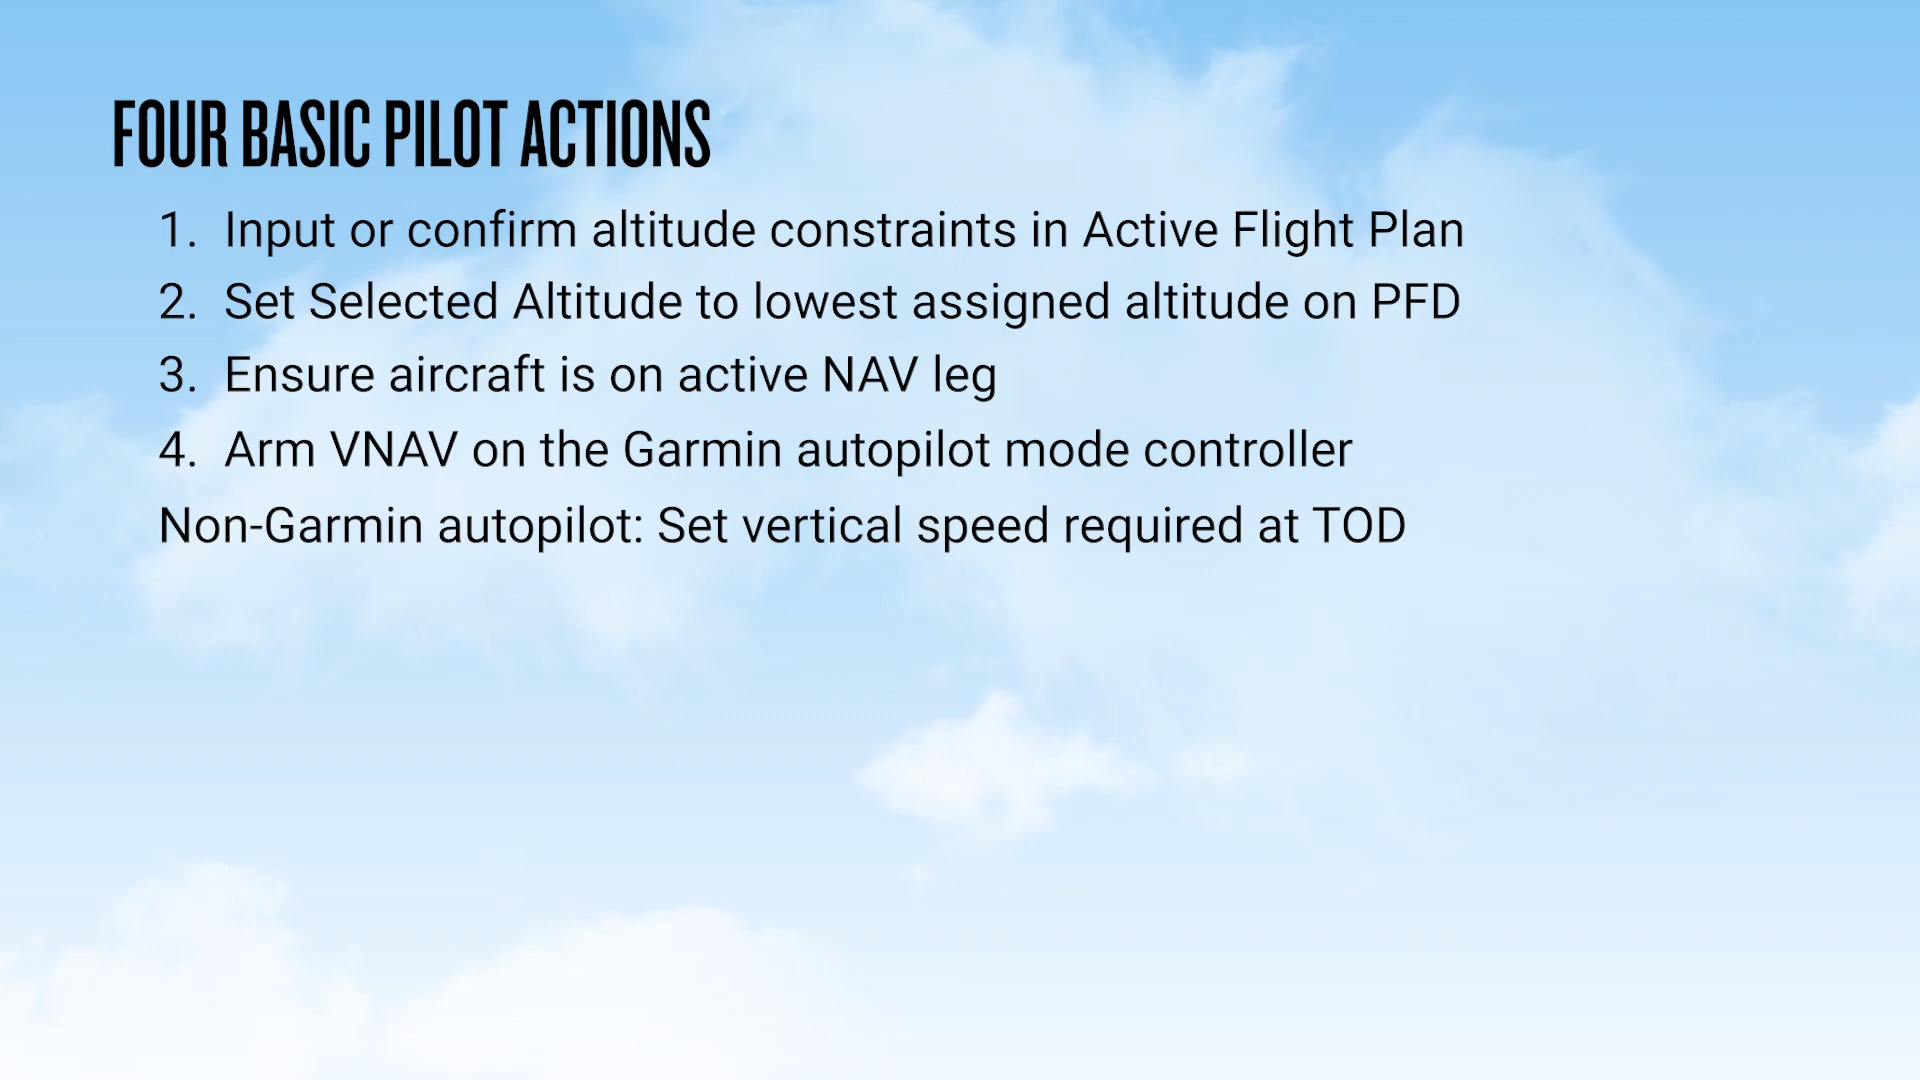 FOUR BASIC PILOT ACTIONS
1. Input or confirm altitude constraints in Active Flight Plan
2. Set Selected Altitude to lowest assigned altitude on PFD
3. Ensure aircraft is on active NAV leg
4. Arm VNAV on the Garmin autopilot mode controller
Non-Garmin autopilot: Set vertical speed required at TOD